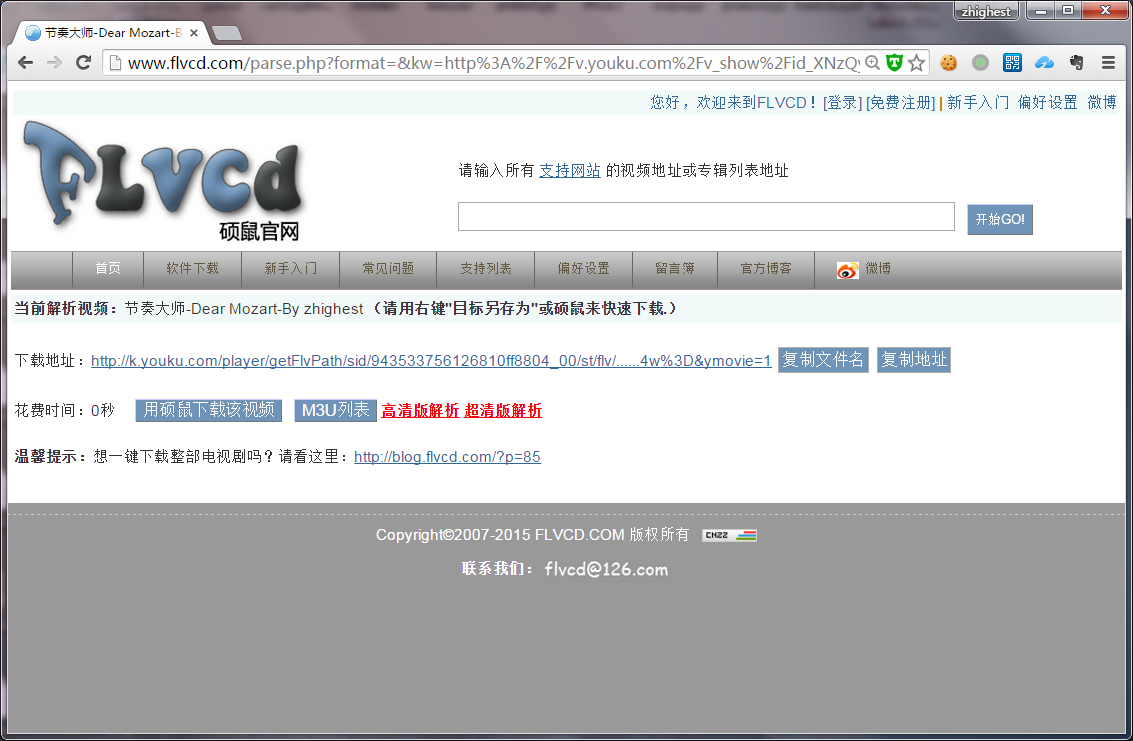 zhighest
节奏大师-Dear Mozart-B
www.flvcd.com/parse.php?format=&kw=http%3A%2F%2Fv.youku.com%2Fv_show%2Fid_XNzQ
您好，欢迎来到FLVCD！[登录] [免费注册] | 新手入门 偏好设置 微博
FLVCD
硕鼠官网
请输入所有 支持网站 的视频地址或专辑列表地址
开始GO!
首页 软件下载 新手入门 常见问题 支持列表 偏好设置 留言簿 官方博客 微博
当前解析视频：节奏大师-Dear Mozart-By zhighest （请用右键"目标另存为"或硕鼠来快速下载.）
下载地址：http://k.youku.com/player/getFlvPath/sid/943533756126810ff8804_00/st/flv/......4w%3D&ymovie=1 复制文件名 复制地址
花费时间：0秒 用硕鼠下载该视频 M3U列表 高清版解析 超清版解析
温馨提示：想一键下载整部电视剧吗？请看这里：http://blog.flvcd.com/?p=85
Copyright©2007-2015 FLVCD.COM 版权所有 CNZZ
联系我们： flvcd@126.com